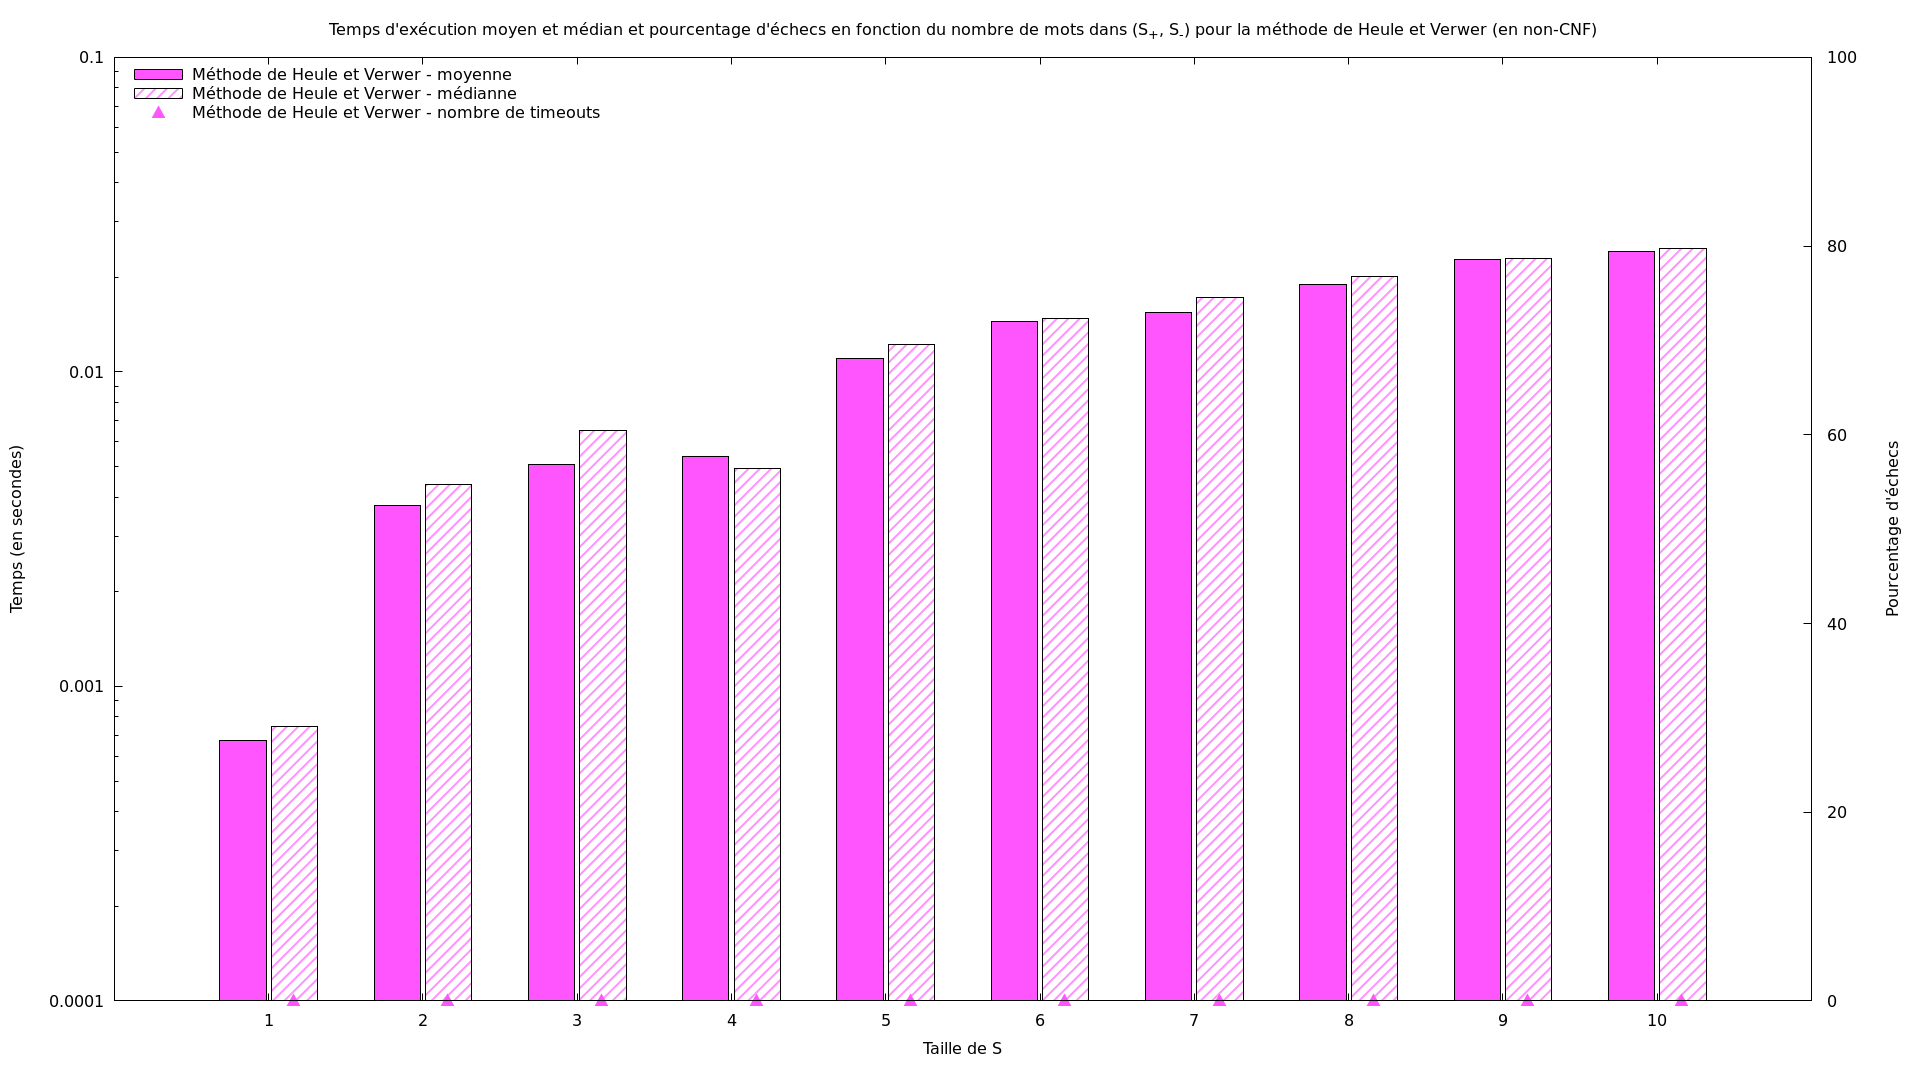 Temps d'exécution moyen et médian et pourcentage d'échecs en fonction du nombre de mots dans (S+, S-) pour la méthode de Heule et Verwer (en non-CNF)
Méthode de Heule et Verwer - moyenne
Méthode de Heule et Verwer - médianne
Méthode de Heule et Verwer - nombre de timeouts
Temps (en secondes)
0.1
0.01
0.001
0.0001
100
80
60
40
20
0
Pourcentage d'échecs
1 2 3 4 5 6 7 8 9 10
Taille de S